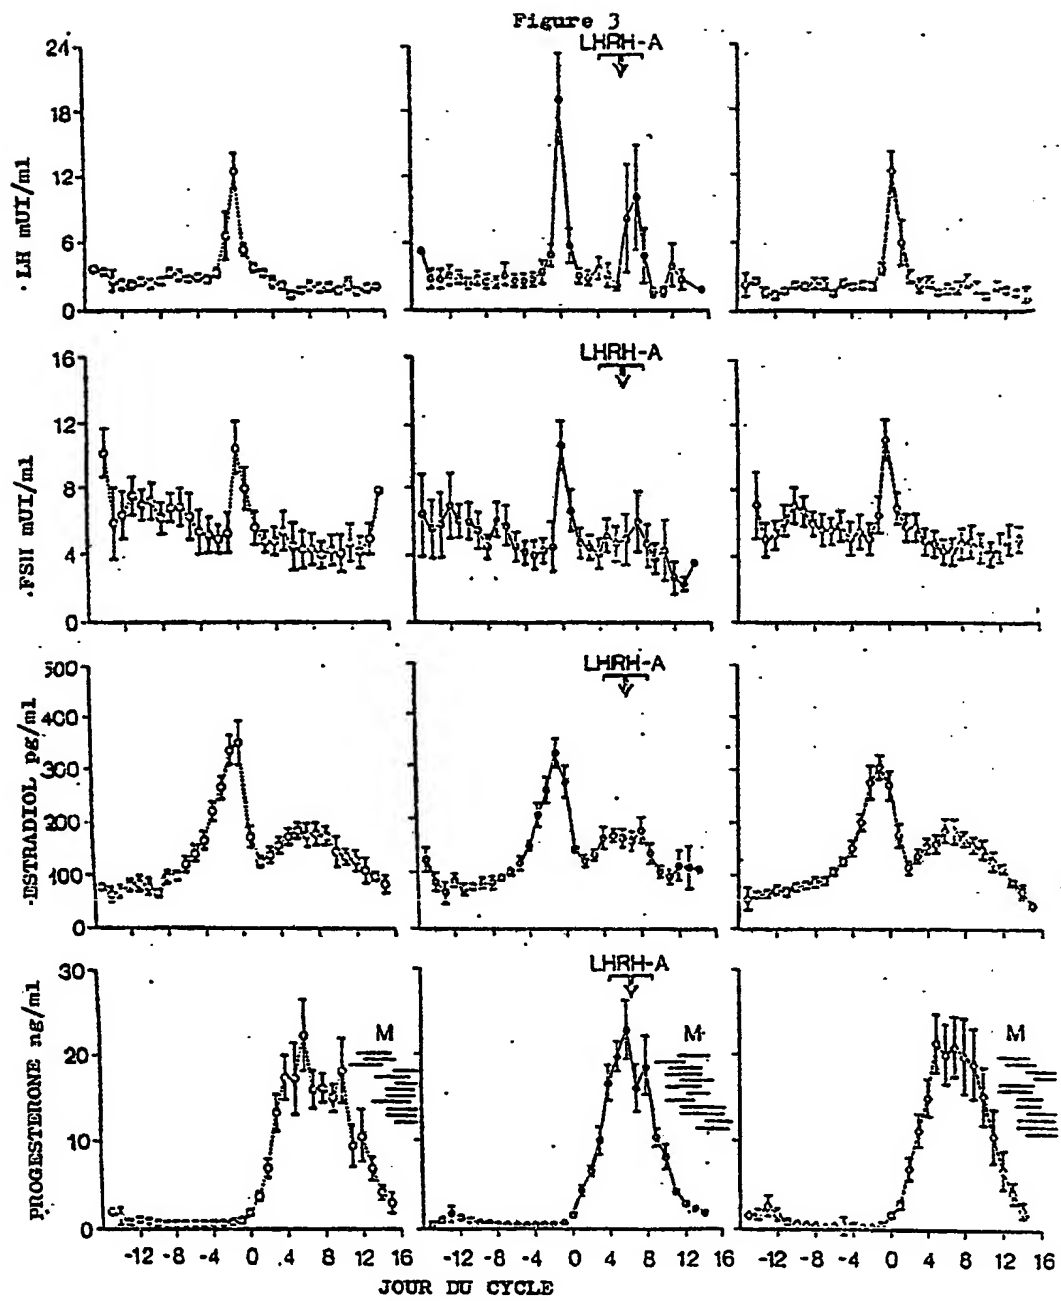 Figure 3
LHRH-A
24
18
12
6
0
LH mUI/ml
LHRH-A
16
12
8
4
0
FSH mUI/ml
LHRH-A
500
400
300
200
100
0
ESTRADIOL pg/ml
LHRH-A
30
20
10
0
PROGESTERONE ng/ml
M
M
M
-12 -8 -4 0 4 8 12 16
-12 -8 -4 0 4 8 12 16
-12 -8 -4 0 4 8 12 16
JOUR DU CYCLE